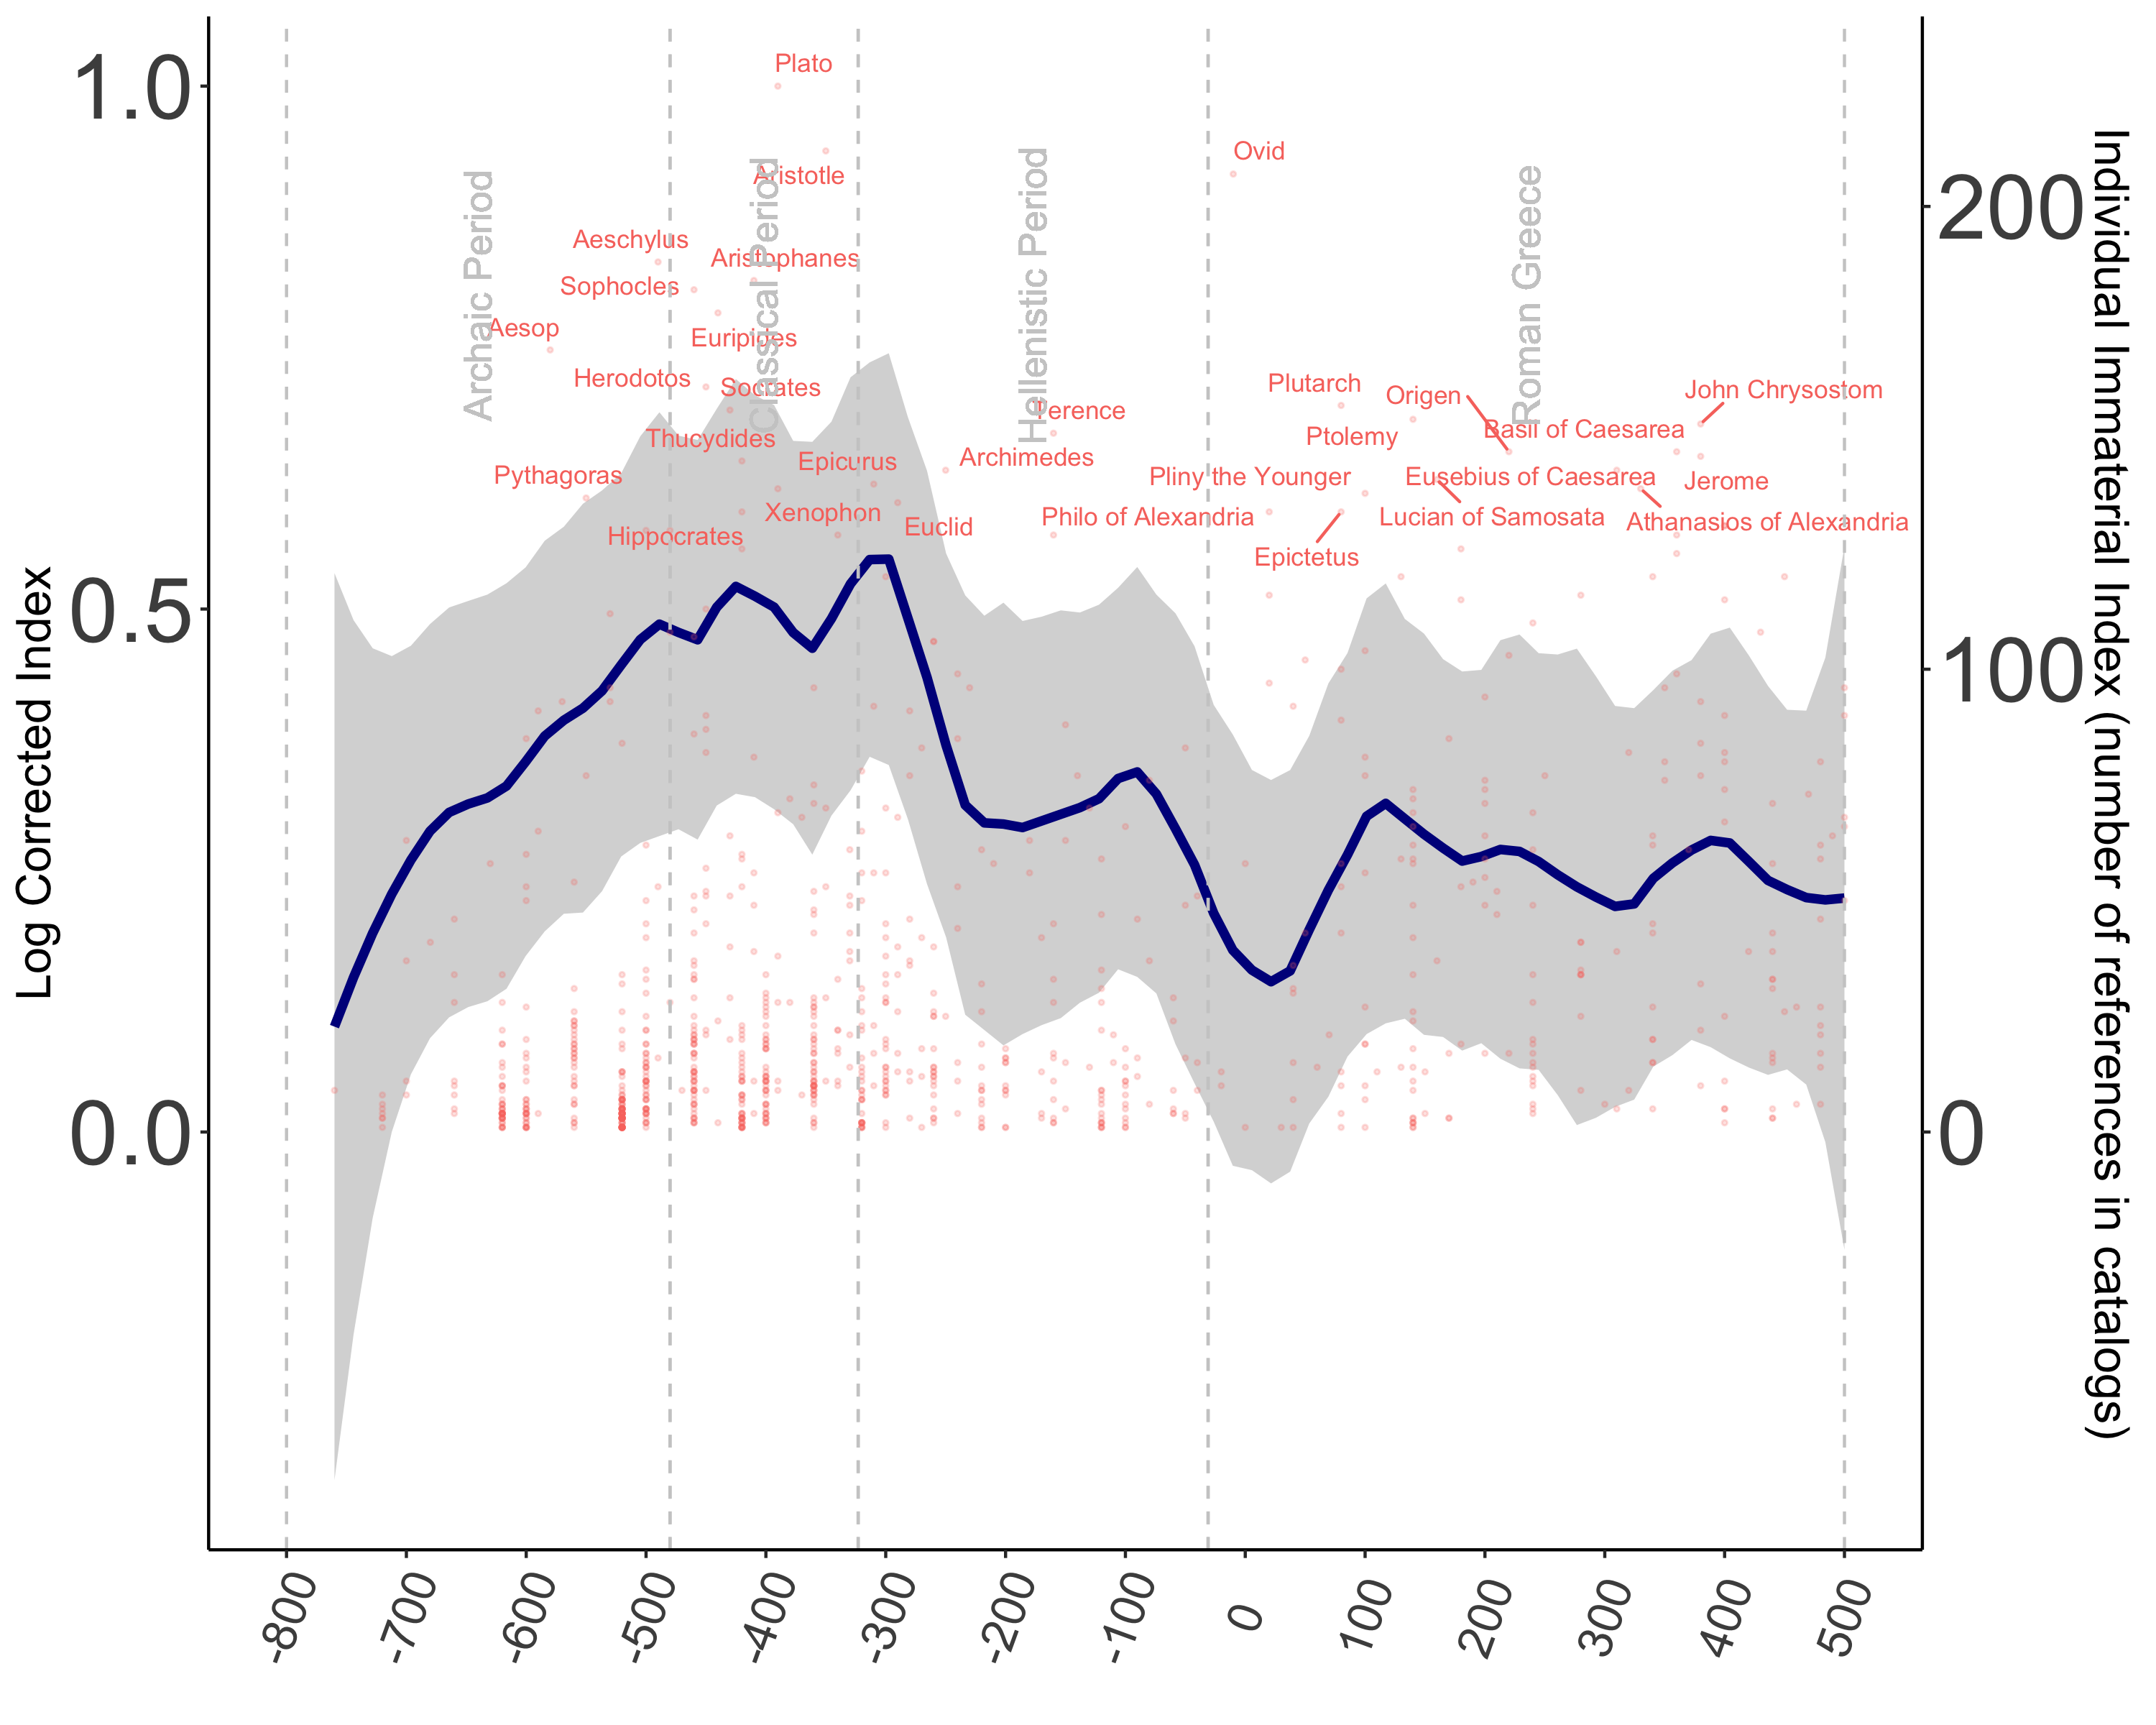 Plato
1.0
Ovid
Aristotle
200
Aeschylus
Aristophanes
Sophocles
Aesop
Euripides
Herodotos
Socrates
Plutarch
Origen
John Chrysostom
Terence
Thucydides
Ptolemy
Basil of Caesarea
Epicurus
Archimedes
Pythagoras
Pliny the Younger
Eusebius of Caesarea
Jerome
Xenophon
Euclid
Philo of Alexandria
Lucian of Samosata
Athanasios of Alexandria
Hippocrates
Epictetus
Archaic Period
Classical Period
Hellenistic Period
Roman Greece
0.5
100
0.0
0
Log Corrected Index
Individual Immaterial Index (number of references in catalogs)
-800
-700
-600
-500
-400
-300
-200
-100
0
100
200
300
400
500